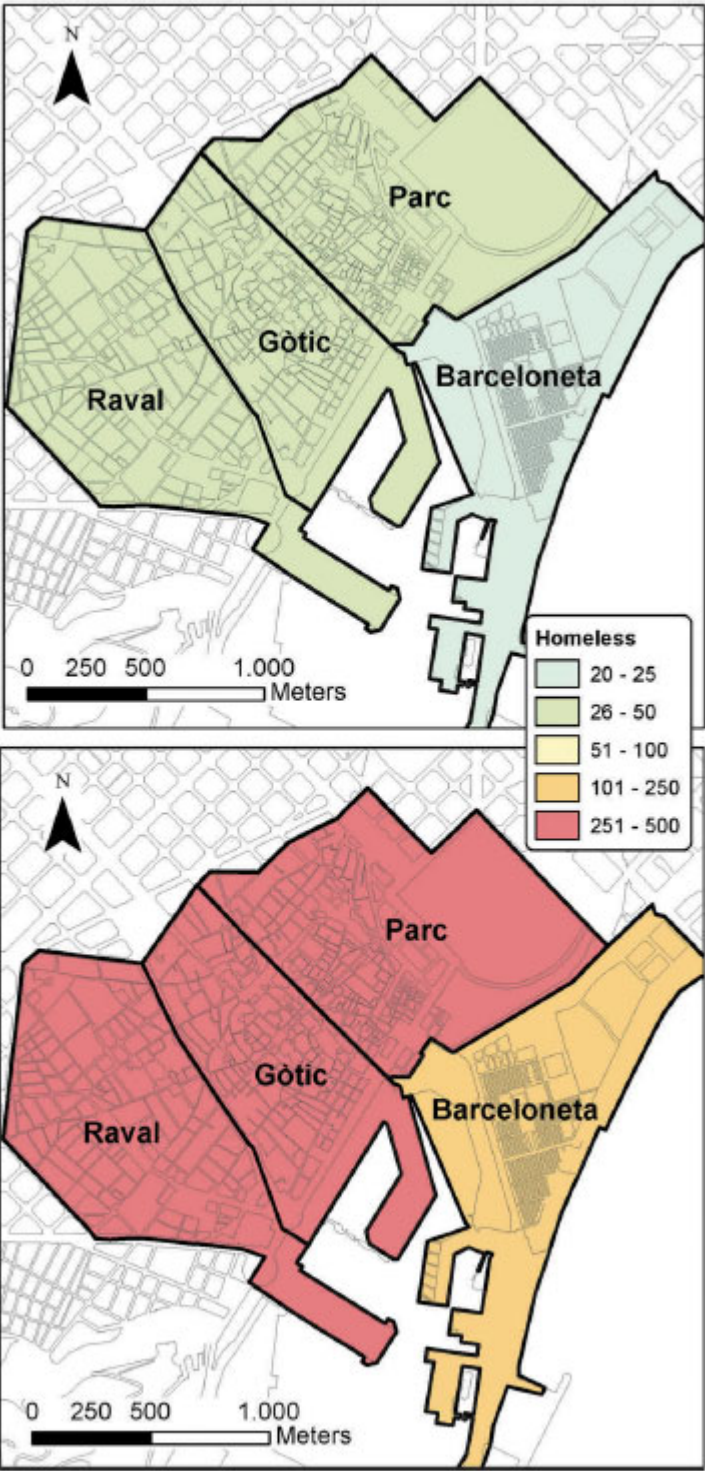 N
Parc
Gòtic
Barceloneta
Raval
0 250 500 1.000
Meters
Homeless
20 - 25
26 - 50
51 - 100
101 - 250
251 - 500
N
Parc
Gòtic
Barceloneta
Raval
0 250 500 1.000
Meters